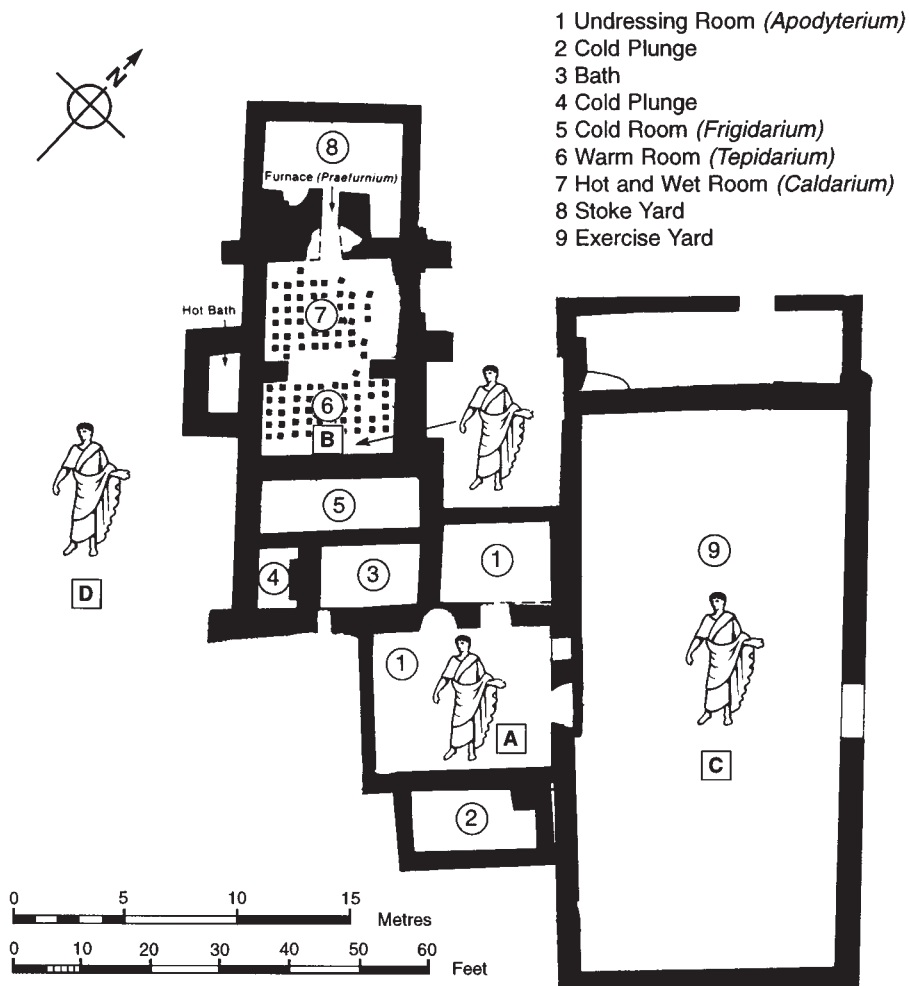 1 Undressing Room (Apodyterium)
2 Cold Plunge
3 Bath
4 Cold Plunge
5 Cold Room (Frigidarium)
6 Warm Room (Tepidarium)
7 Hot and Wet Room (Caldarium)
8 Stoke Yard
9 Exercise Yard
N
8
Furnace (Praefurnium)
Hot Bath
7
6
B
5
4
3
1
9
D
1
A
C
2
0 5 10 15
Metres
0 10 20 30 40 50 60
Feet